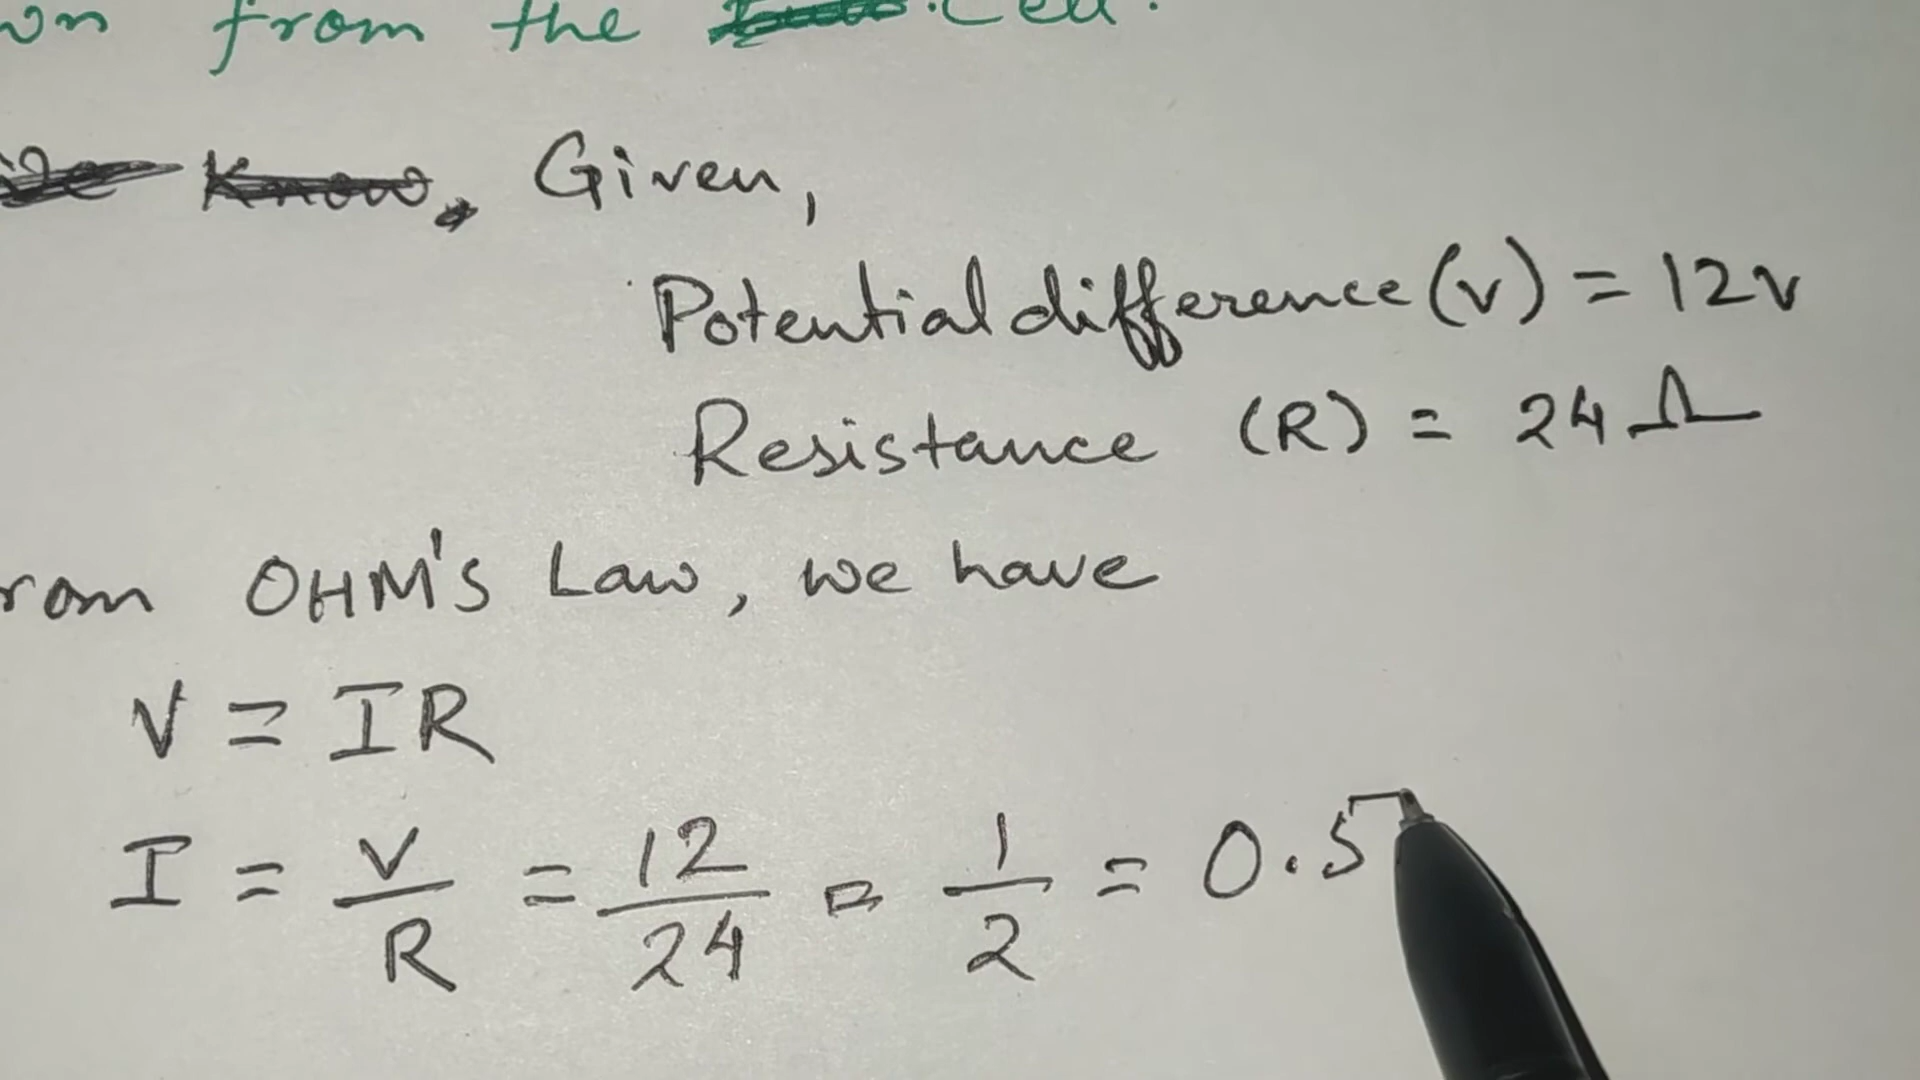 from the Cell.
Know. Given,
Potential difference (v) = 12v
Resistance (R) = 24 Ω
rom OHM's Law, we have
V = IR
I = V/R = 12/24 = 1/2 = 0.5